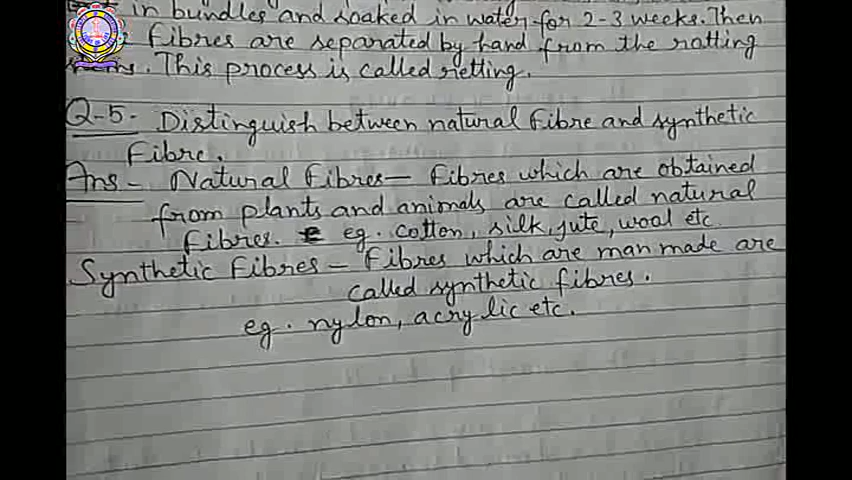 in bundles and soaked in water for 2-3 weeks. Then
fibres are separated by hand from the rotting
. This process is called retting.
Q-5- Distinguish between natural fibre and synthetic
Fibre.
Ans- Natural Fibres- Fibres which are obtained
from plants and animals are called natural
fibres. eg. cotton, silk, jute, wool etc.
Synthetic Fibres- Fibres which are man made are
called synthetic fibres.
eg. nylon, acrylic etc.